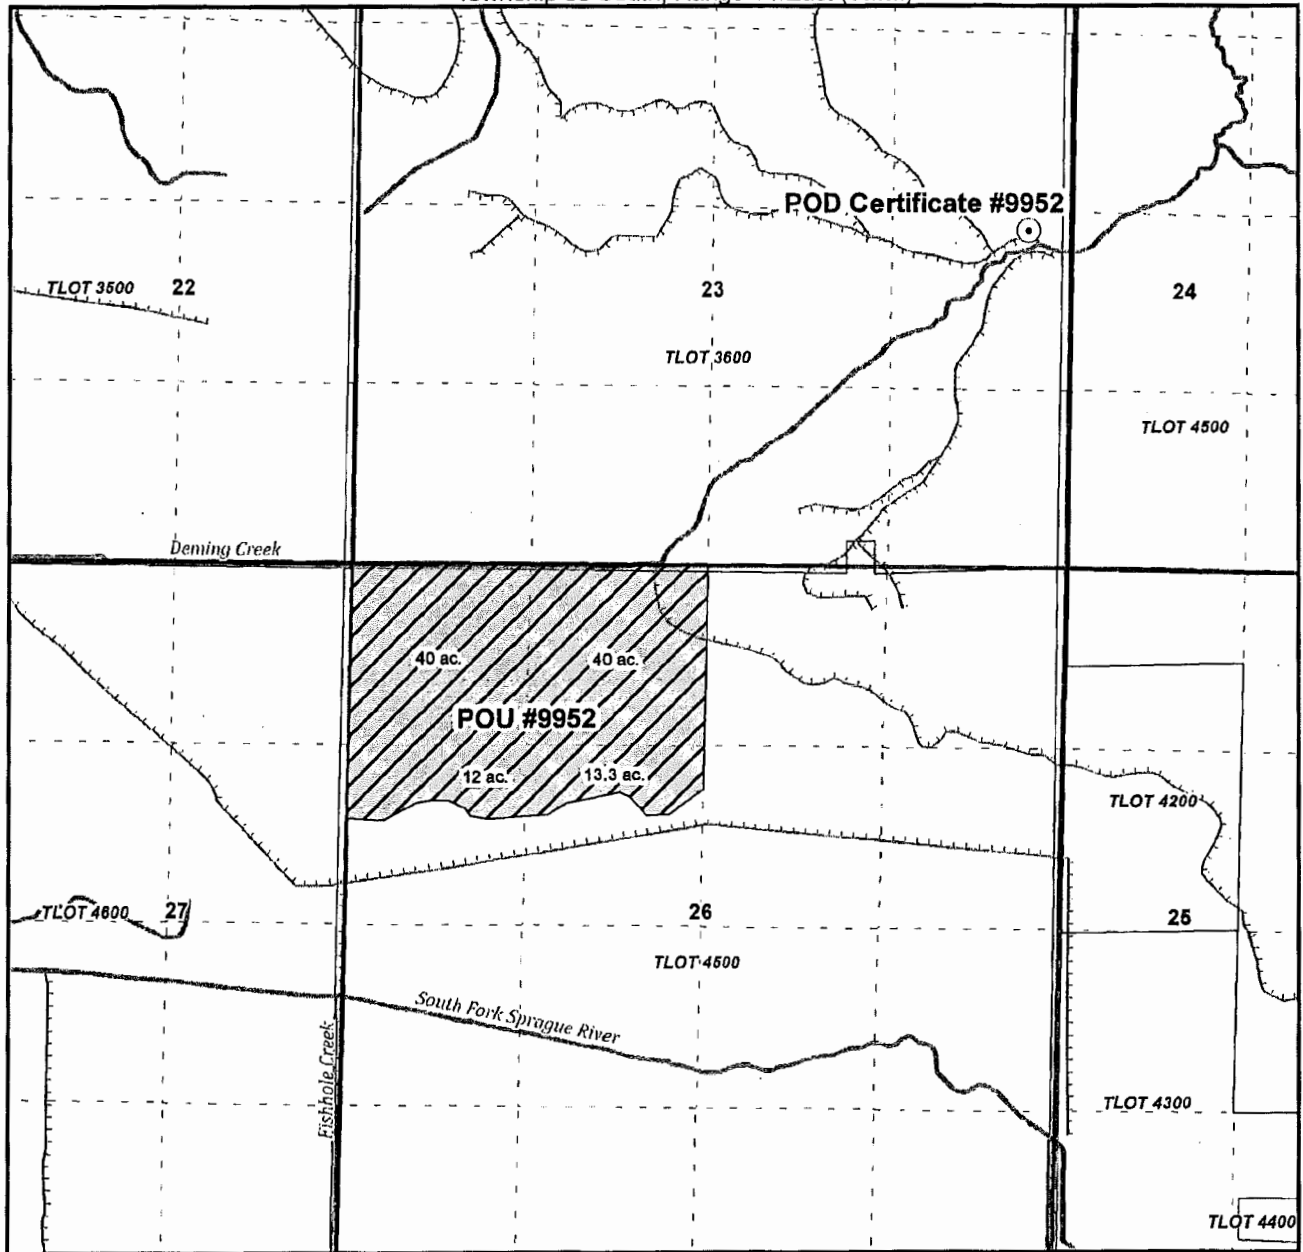 POD Certificate #9952
TLOT 3500
22
23
24
TLOT 3600
TLOT 4500
Deming Creek
40 ac.
40 ac.
POU #9952
12 ac.
13.3 ac.
TLOT 4200
TLOT 4600
27
26
25
TLOT 4500
South Fork Sprague River
Fishhole Creek
TLOT 4300
TLOT 4400